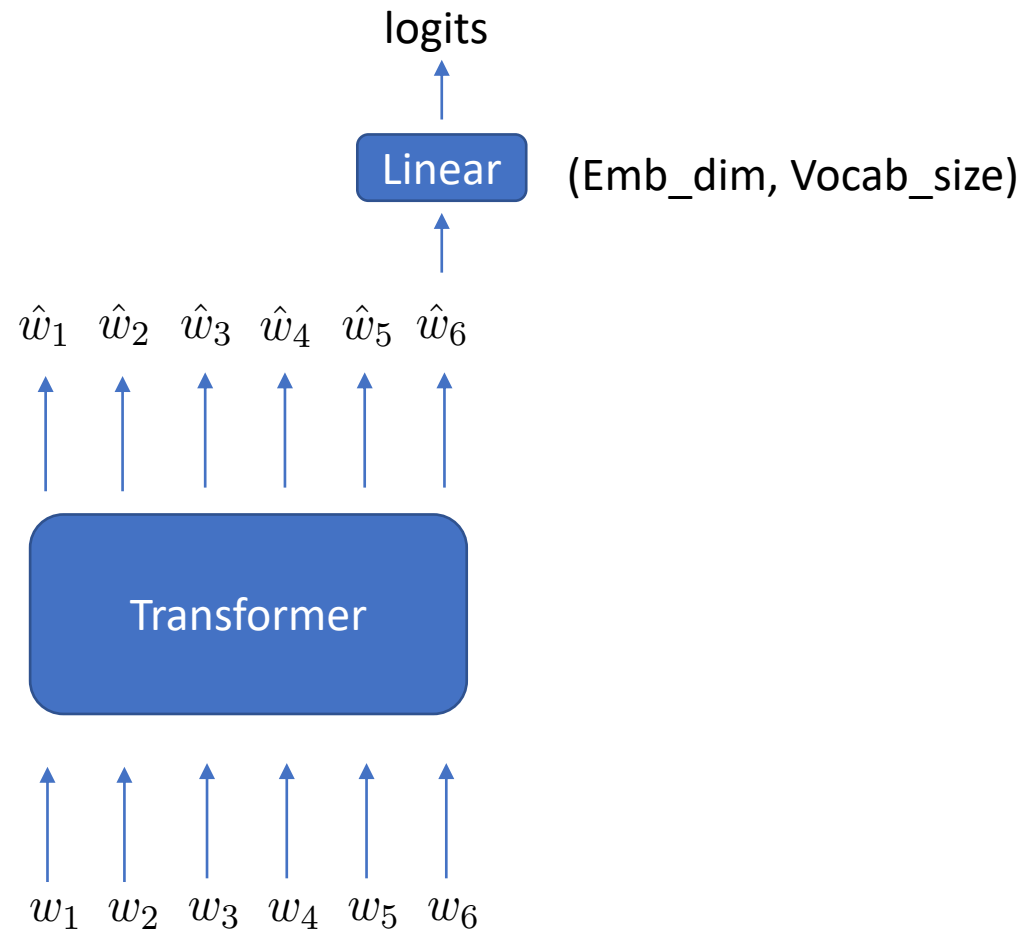 logits
Linear (Emb_dim, Vocab_size)
ŵ₁ ŵ₂ ŵ₃ ŵ₄ ŵ₅ ŵ₆
Transformer
w₁ w₂ w₃ w₄ w₅ w₆